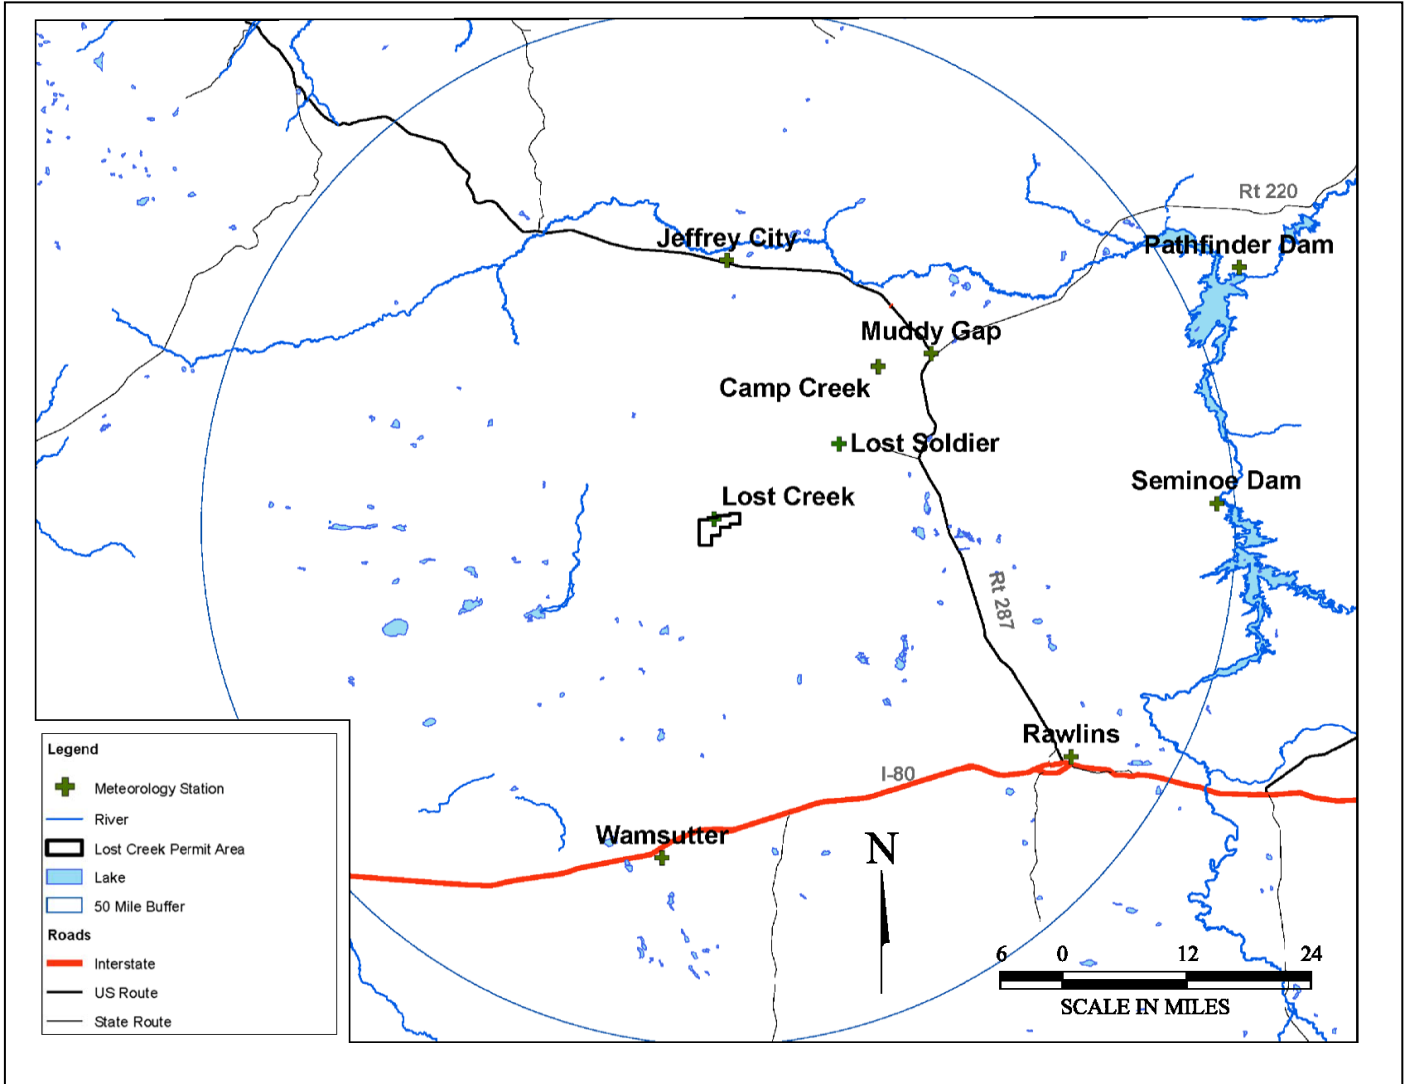 Rt 220
Jeffrey City
Pathfinder Dam
Muddy Gap
Camp Creek
Lost Soldier
Seminoe Dam
Lost Creek
Rt 287
Rawlins
I-80
Wamsutter
N
Legend
Meteorology Station
River
Lost Creek Permit Area
Lake
50 Mile Buffer
Roads
Interstate
US Route
State Route
6 0 12 24
SCALE IN MILES